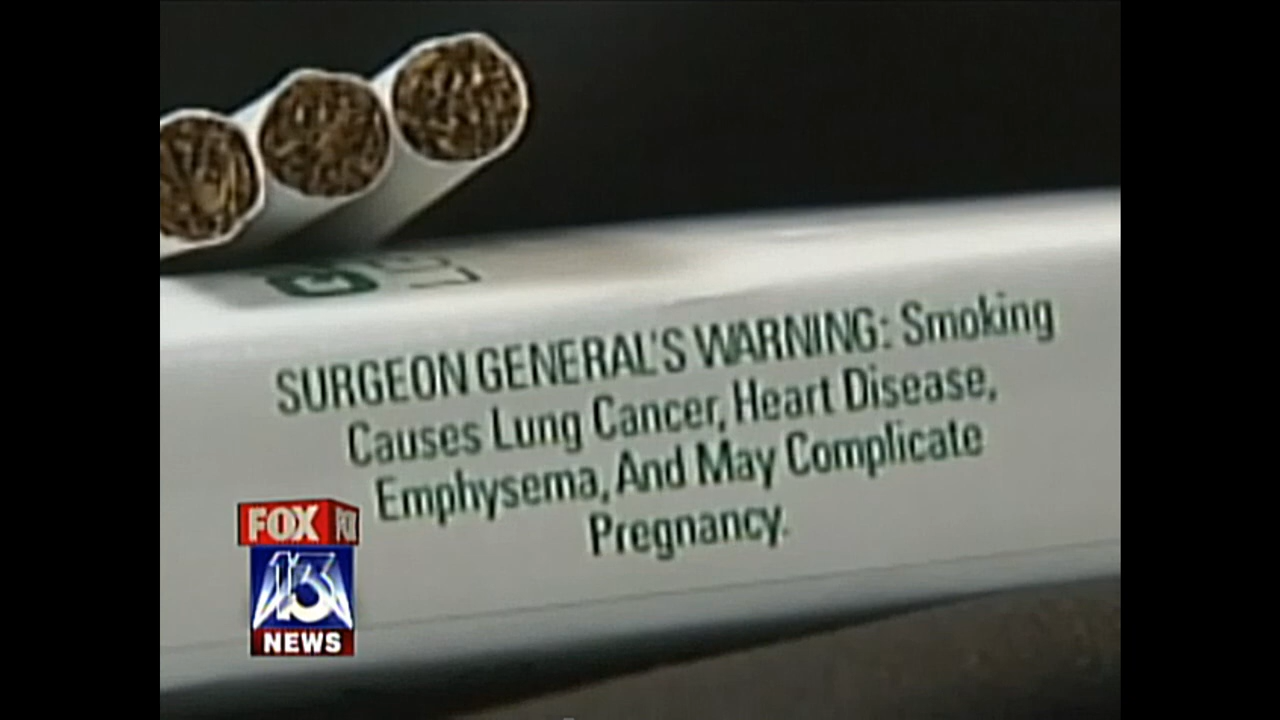 SURGEON GENERAL'S WARNING: Smoking
Causes Lung Cancer, Heart Disease,
Emphysema, And May Complicate
Pregnancy.
FOX
13
NEWS